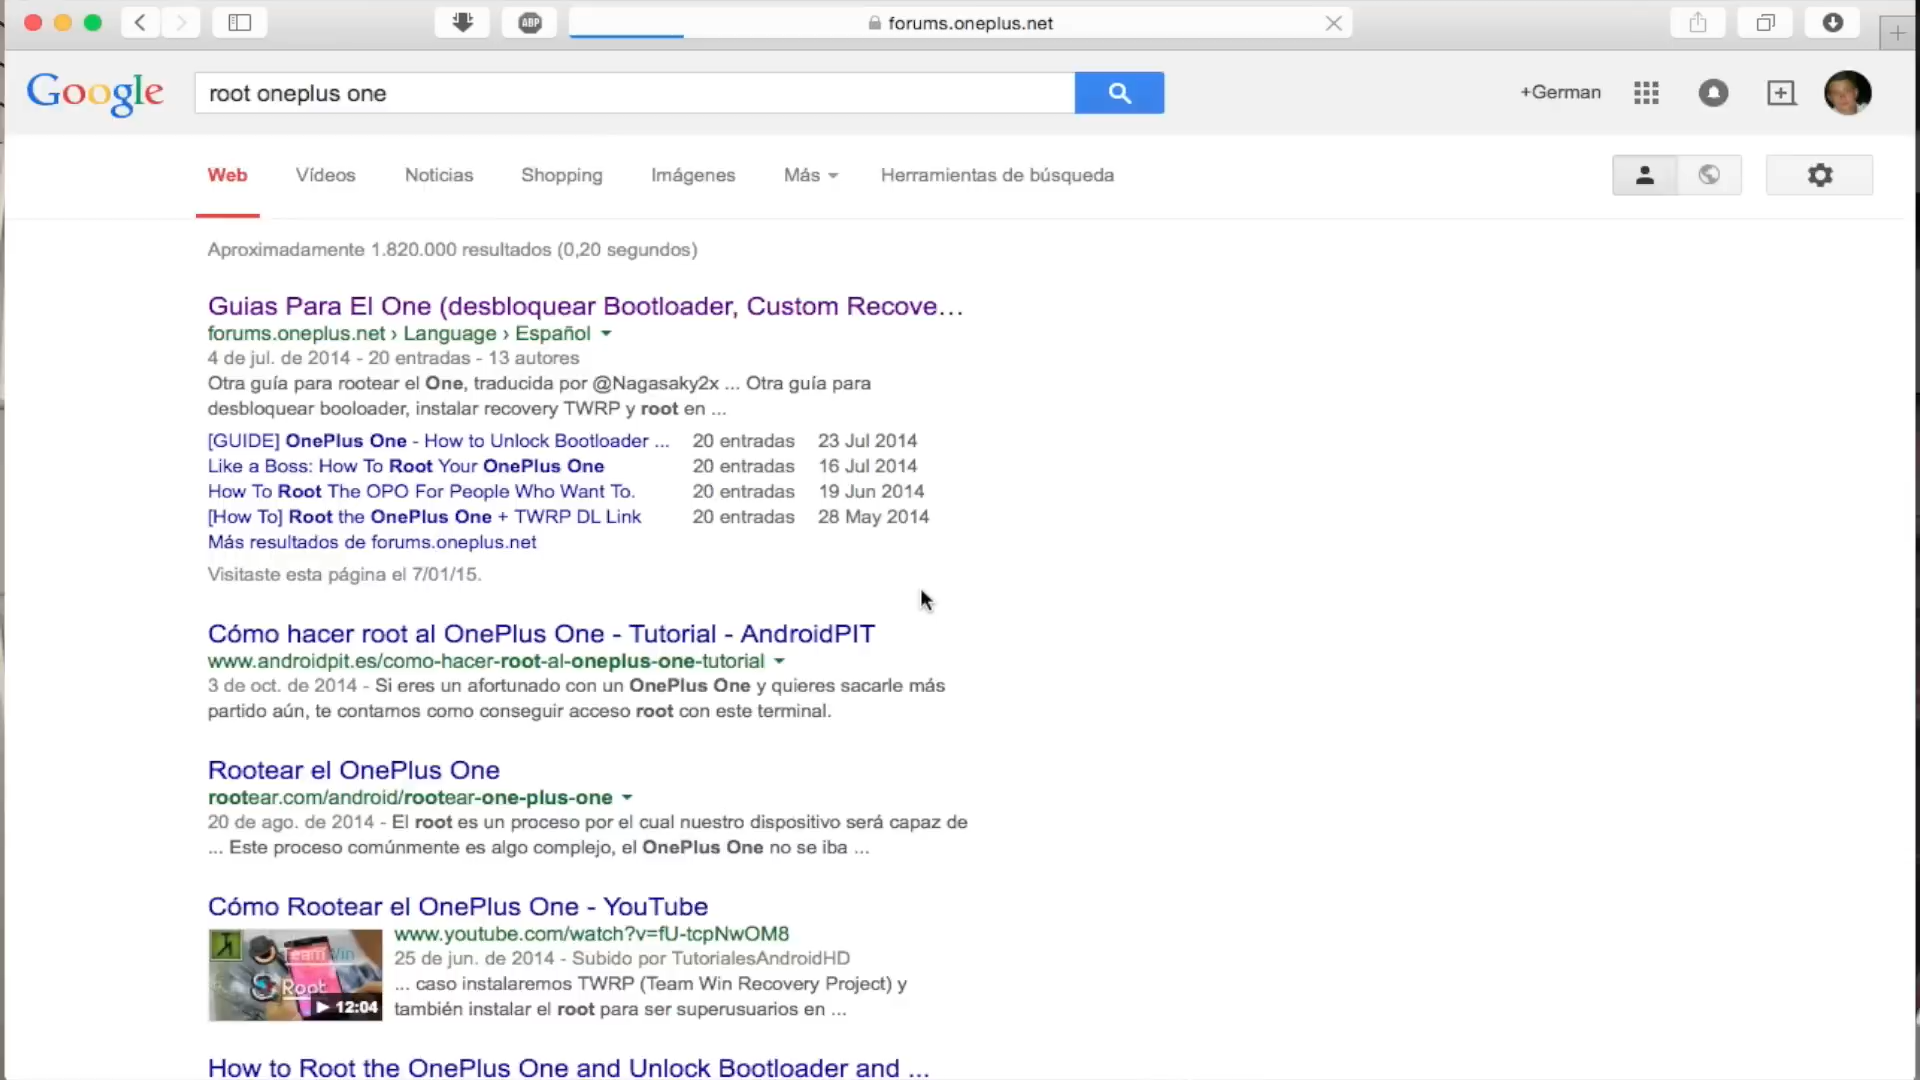 ABP
forums.oneplus.net
Google
root oneplus one
+German
Web Vídeos Noticias Shopping Imágenes Más Herramientas de búsqueda
Aproximadamente 1.820.000 resultados (0,20 segundos)
Guias Para El One (desbloquear Bootloader, Custom Recove...
forums.oneplus.net › Language › Español
4 de jul. de 2014 - 20 entradas - 13 autores
Otra guía para rootear el One, traducida por @Nagasaky2x ... Otra guía para
desbloquear booloader, instalar recovery TWRP y root en ...
[GUIDE] OnePlus One - How to Unlock Bootloader ... 20 entradas 23 Jul 2014
Like a Boss: How To Root Your OnePlus One 20 entradas 16 Jul 2014
How To Root The OPO For People Who Want To. 20 entradas 19 Jun 2014
[How To] Root the OnePlus One + TWRP DL Link 20 entradas 28 May 2014
Más resultados de forums.oneplus.net
Visitaste esta página el 7/01/15.
Cómo hacer root al OnePlus One - Tutorial - AndroidPIT
www.androidpit.es/como-hacer-root-al-oneplus-one-tutorial
3 de oct. de 2014 - Si eres un afortunado con un OnePlus One y quieres sacarle más
partido aún, te contamos como conseguir acceso root con este terminal.
Rootear el OnePlus One
rootear.com/android/rootear-one-plus-one
20 de ago. de 2014 - El root es un proceso por el cual nuestro dispositivo será capaz de
... Este proceso comúnmente es algo complejo, el OnePlus One no se iba ...
Cómo Rootear el OnePlus One - YouTube
www.youtube.com/watch?v=fU-tcpNwOM8
25 de jun. de 2014 - Subido por TutorialesAndroidHD
... caso instalaremos TWRP (Team Win Recovery Project) y
también instalar el root para ser superusuarios en ...
TeamWin
Root
12:04
How to Root the OnePlus One and Unlock Bootloader and ...